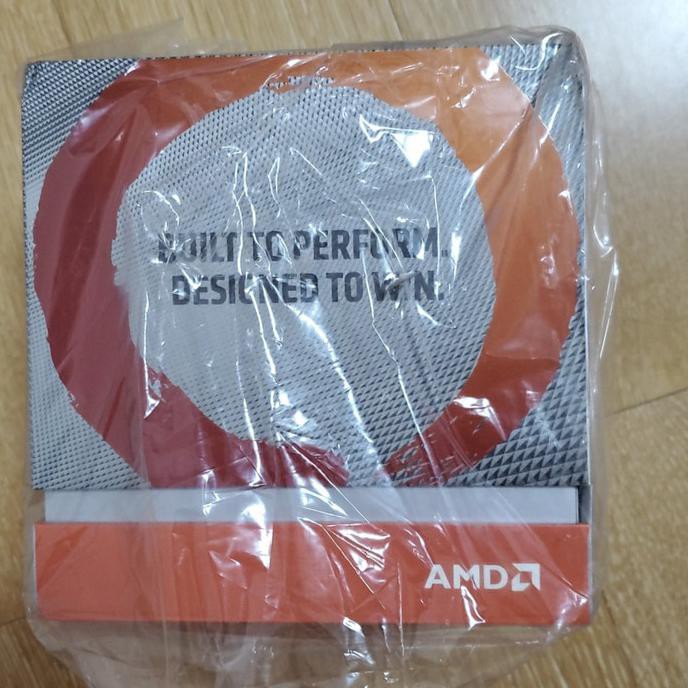 BUILT TO PERFORM.
DESIGNED TO WIN.
AMD